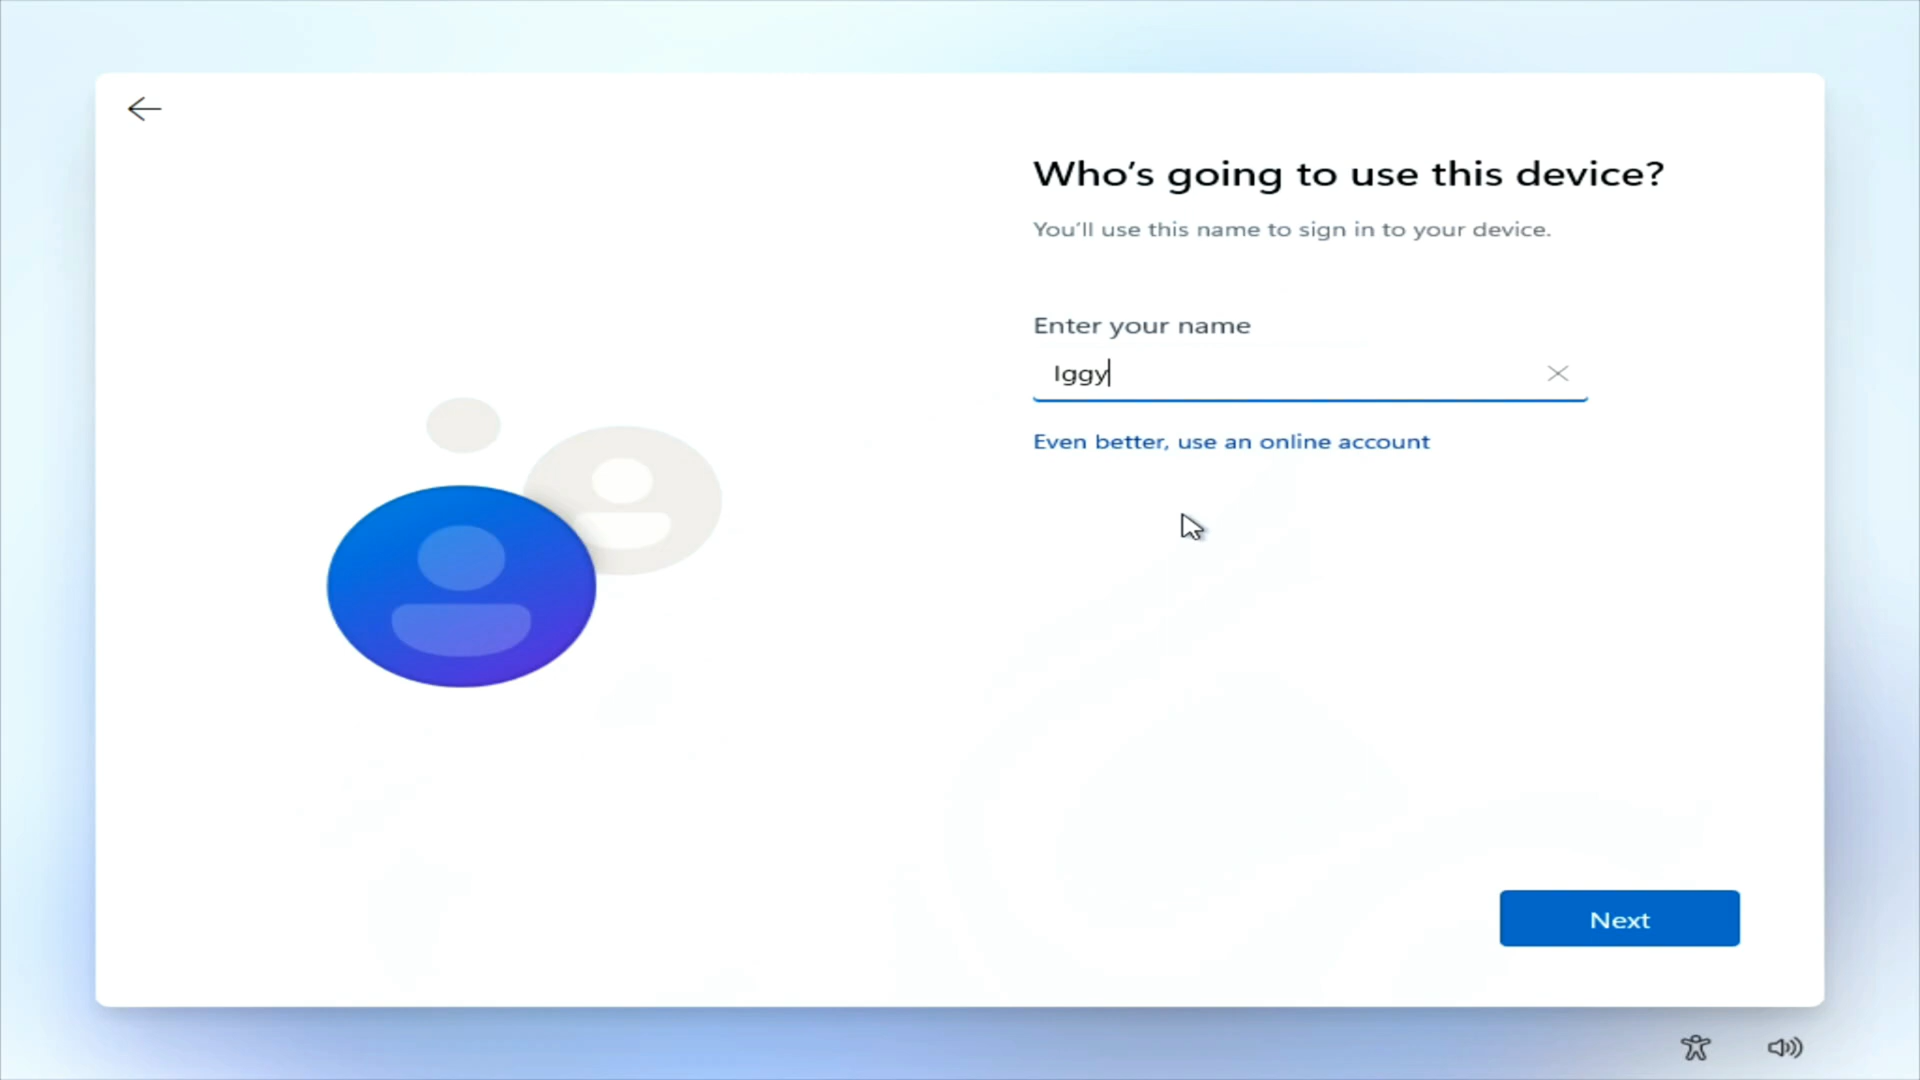 Who's going to use this device?
You'll use this name to sign in to your device.
Enter your name
Iggy
Even better, use an online account
Next